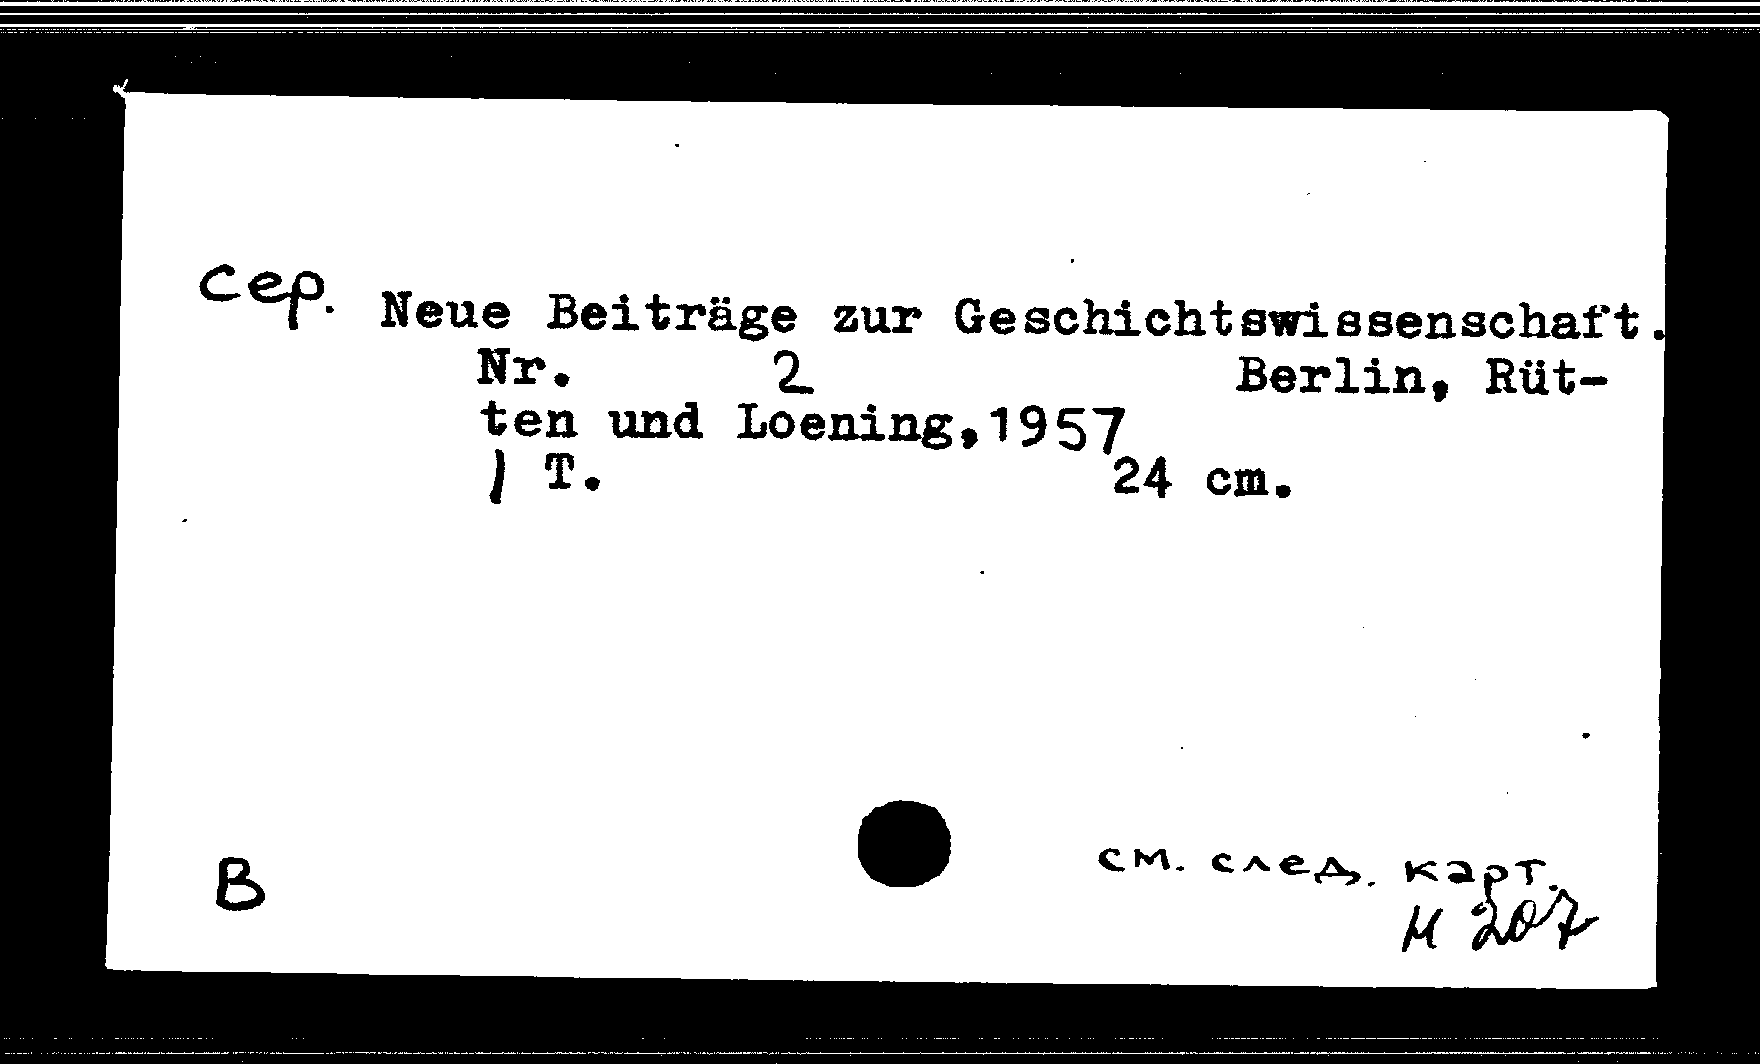 сер. Neue Beiträge zur Geschichtswissenschaft.
Nr. 2 Berlin, Rüt-
ten und Loening, 1957
1 T. 24 cm.
B
см. след. карт.
И 207